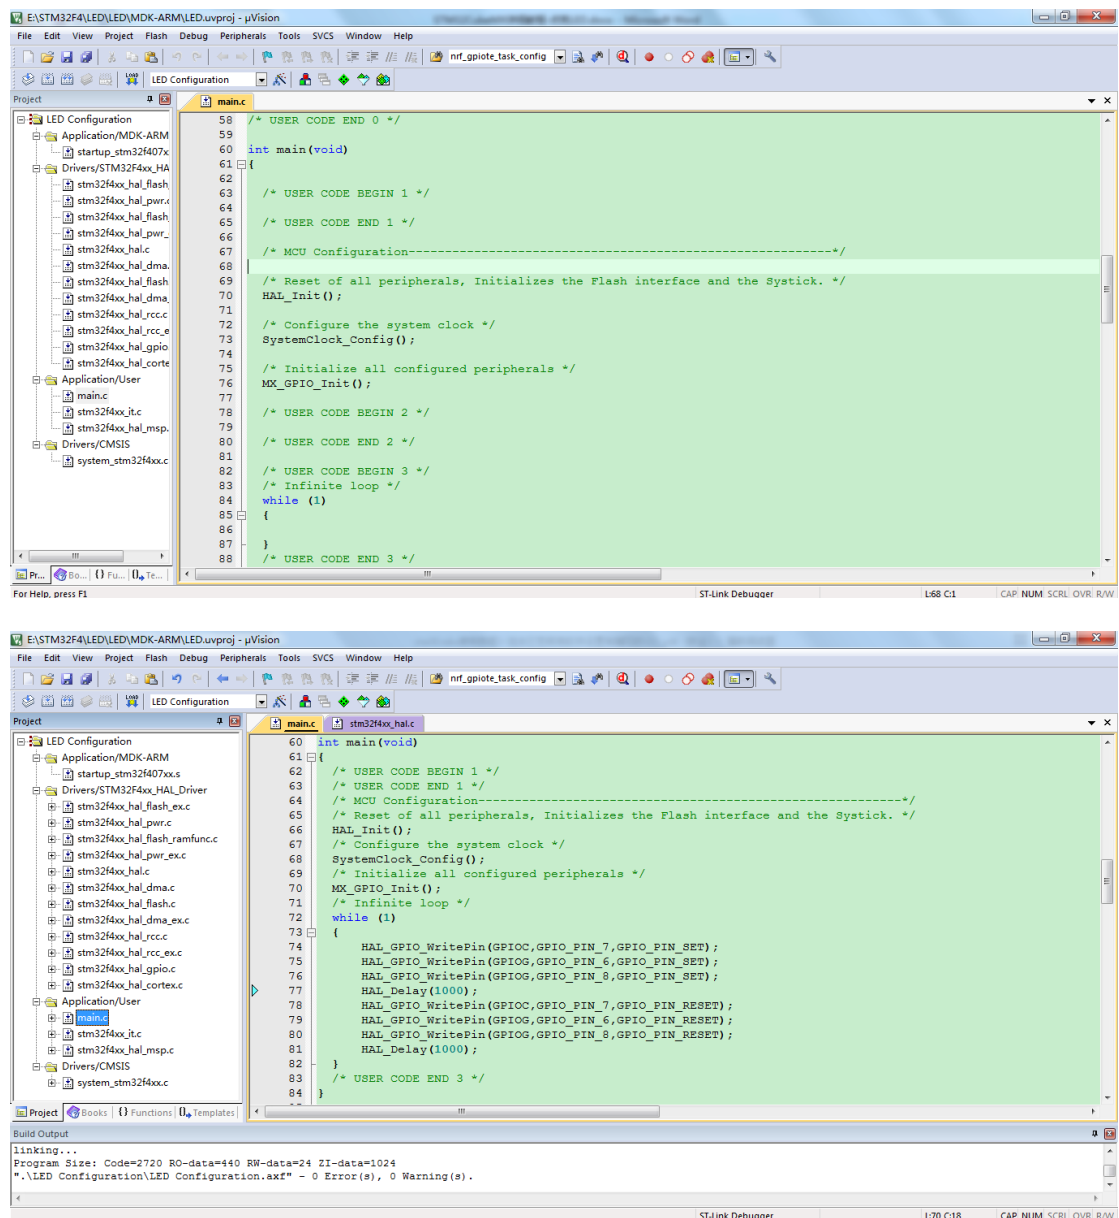 E:\STM32F4\LED\LED\MDK-ARM\LED.uvproj - µVision
File Edit View Project Flash Debug Peripherals Tools SVCS Window Help
nrf_gpiote_task_config
LED Configuration
Project
main.c
LED Configuration
Application/MDK-ARM
startup_stm32f407x
Drivers/STM32F4xx_HA
stm32f4xx_hal_flash_
stm32f4xx_hal_pwr.c
stm32f4xx_hal_flash_
stm32f4xx_hal_pwr_
stm32f4xx_hal.c
stm32f4xx_hal_dma.
stm32f4xx_hal_flash
stm32f4xx_hal_dma_
stm32f4xx_hal_rcc.c
stm32f4xx_hal_rcc_e
stm32f4xx_hal_gpio
stm32f4xx_hal_corte
Application/User
main.c
stm32f4xx_it.c
stm32f4xx_hal_msp.
Drivers/CMSIS
system_stm32f4xx.c
58 /* USER CODE END 0 */
59
60 int main(void)
61 {
62
63 /* USER CODE BEGIN 1 */
64
65 /* USER CODE END 1 */
66
67 /* MCU Configuration----------------------------------------------------------*/
68
69 /* Reset of all peripherals, Initializes the Flash interface and the Systick. */
70 HAL_Init();
71
72 /* Configure the system clock */
73 SystemClock_Config();
74
75 /* Initialize all configured peripherals */
76 MX_GPIO_Init();
77
78 /* USER CODE BEGIN 2 */
79
80 /* USER CODE END 2 */
81
82 /* USER CODE BEGIN 3 */
83 /* Infinite loop */
84 while (1)
85 {
86
87 }
88 /* USER CODE END 3 */
Pr... Bo... {} Fu... Te...
For Help, press F1 ST-Link Debugger L:68 C:1 CAP NUM SCRL OVR R/W
E:\STM32F4\LED\LED\MDK-ARM\LED.uvproj - µVision
File Edit View Project Flash Debug Peripherals Tools SVCS Window Help
nrf_gpiote_task_config
LED Configuration
Project
main.c stm32f4xx_hal.c
LED Configuration
Application/MDK-ARM
startup_stm32f407xx.s
Drivers/STM32F4xx_HAL_Driver
stm32f4xx_hal_flash_ex.c
stm32f4xx_hal_pwr.c
stm32f4xx_hal_flash_ramfunc.c
stm32f4xx_hal_pwr_ex.c
stm32f4xx_hal.c
stm32f4xx_hal_dma.c
stm32f4xx_hal_flash.c
stm32f4xx_hal_dma_ex.c
stm32f4xx_hal_rcc.c
stm32f4xx_hal_rcc_ex.c
stm32f4xx_hal_gpio.c
stm32f4xx_hal_cortex.c
Application/User
main.c
stm32f4xx_it.c
stm32f4xx_hal_msp.c
Drivers/CMSIS
system_stm32f4xx.c
60 int main(void)
61 {
62 /* USER CODE BEGIN 1 */
63 /* USER CODE END 1 */
64 /* MCU Configuration----------------------------------------------------------*/
65 /* Reset of all peripherals, Initializes the Flash interface and the Systick. */
66 HAL_Init();
67 /* Configure the system clock */
68 SystemClock_Config();
69 /* Initialize all configured peripherals */
70 MX_GPIO_Init();
71 /* Infinite loop */
72 while (1)
73 {
74 HAL_GPIO_WritePin(GPIOC,GPIO_PIN_7,GPIO_PIN_SET);
75 HAL_GPIO_WritePin(GPIOG,GPIO_PIN_6,GPIO_PIN_SET);
76 HAL_GPIO_WritePin(GPIOG,GPIO_PIN_8,GPIO_PIN_SET);
77 HAL_Delay(1000);
78 HAL_GPIO_WritePin(GPIOC,GPIO_PIN_7,GPIO_PIN_RESET);
79 HAL_GPIO_WritePin(GPIOG,GPIO_PIN_6,GPIO_PIN_RESET);
80 HAL_GPIO_WritePin(GPIOG,GPIO_PIN_8,GPIO_PIN_RESET);
81 HAL_Delay(1000);
82 }
83 /* USER CODE END 3 */
84 }
Project Books {} Functions Templates
Build Output
linking...
Program Size: Code=2720 RO-data=440 RW-data=24 ZI-data=1024
".\LED Configuration\LED Configuration.axf" - 0 Error(s), 0 Warning(s).
ST-Link Debugger L:70 C:18 CAP NUM SCRL OVR R/W